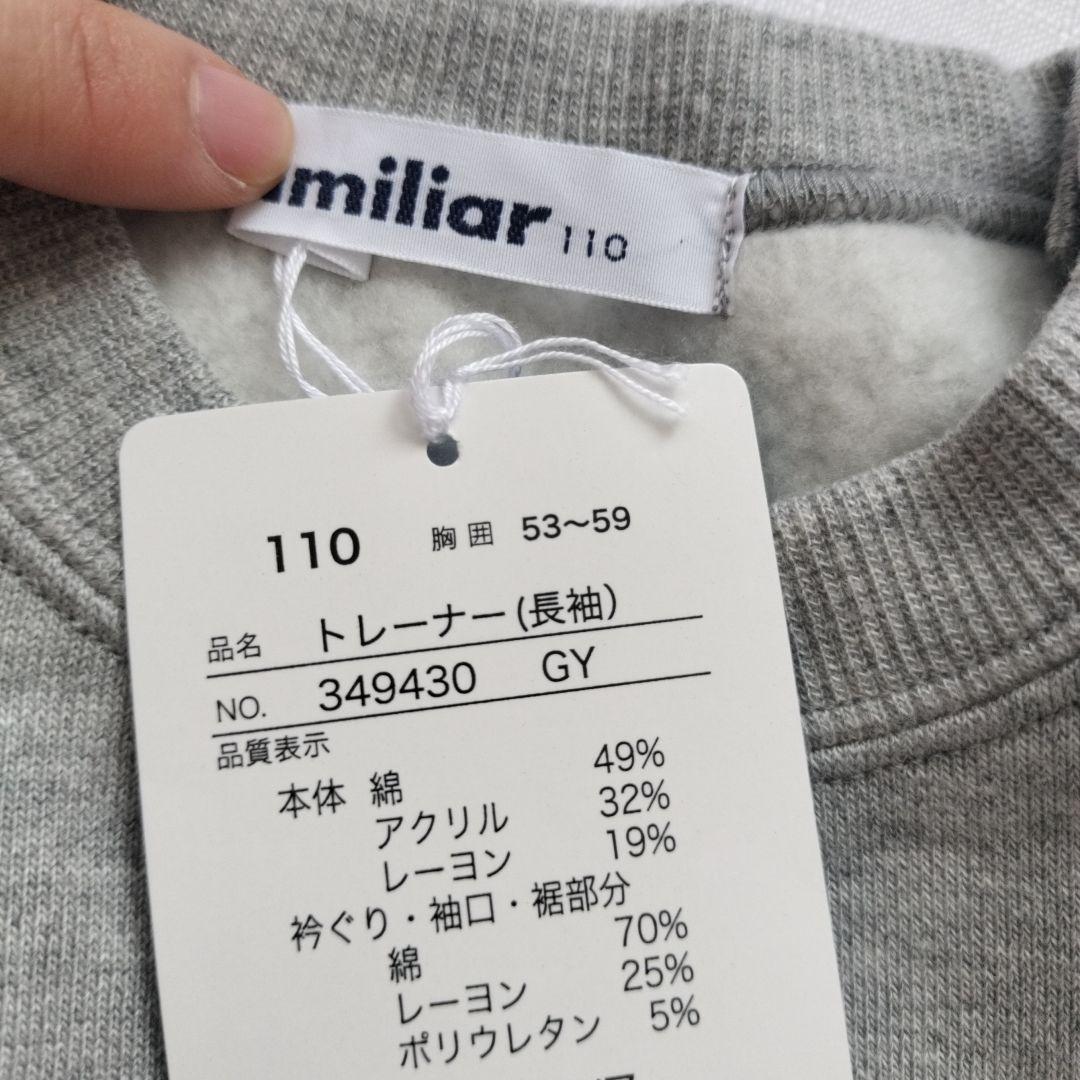 amiliar 110
110 胸囲 53～59
品名 トレーナー(長袖)
NO. 349430 GY
品質表示
本体 綿 49%
アクリル 32%
レーヨン 19%
衿ぐり・袖口・裾部分
綿 70%
レーヨン 25%
ポリウレタン 5%